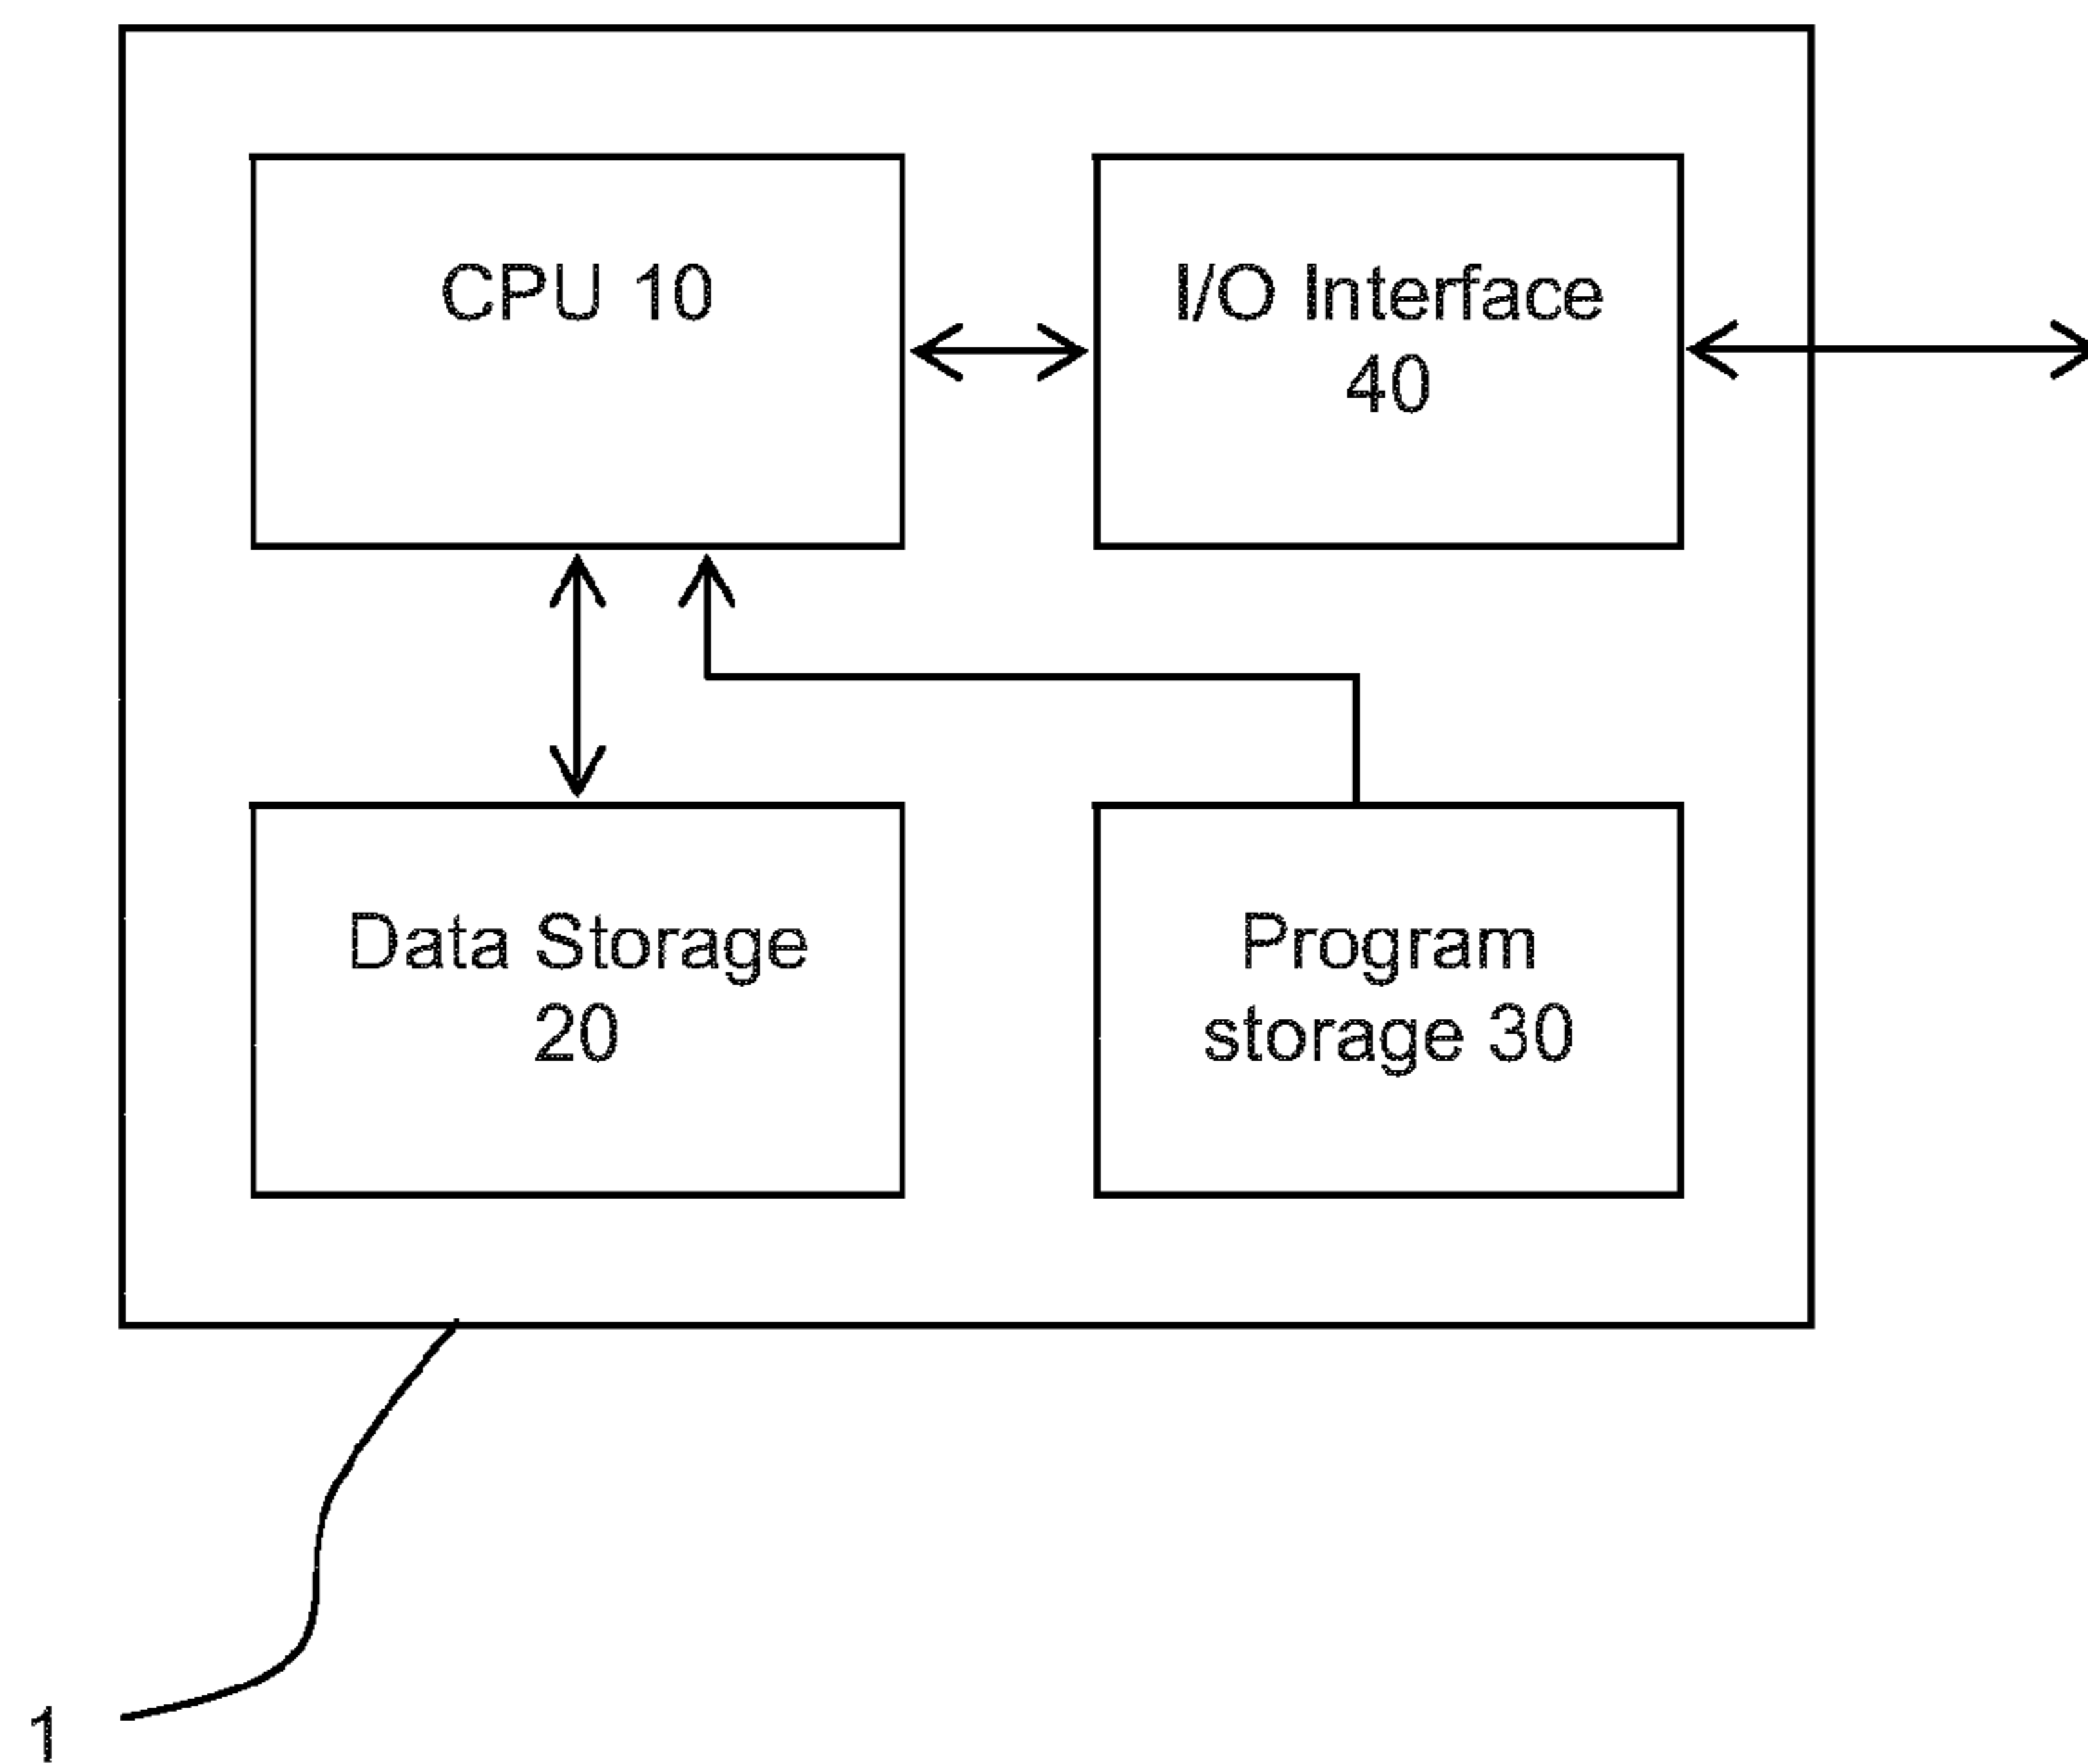 CPU 10
I/O Interface
40
Data Storage
20
Program
storage 30
1